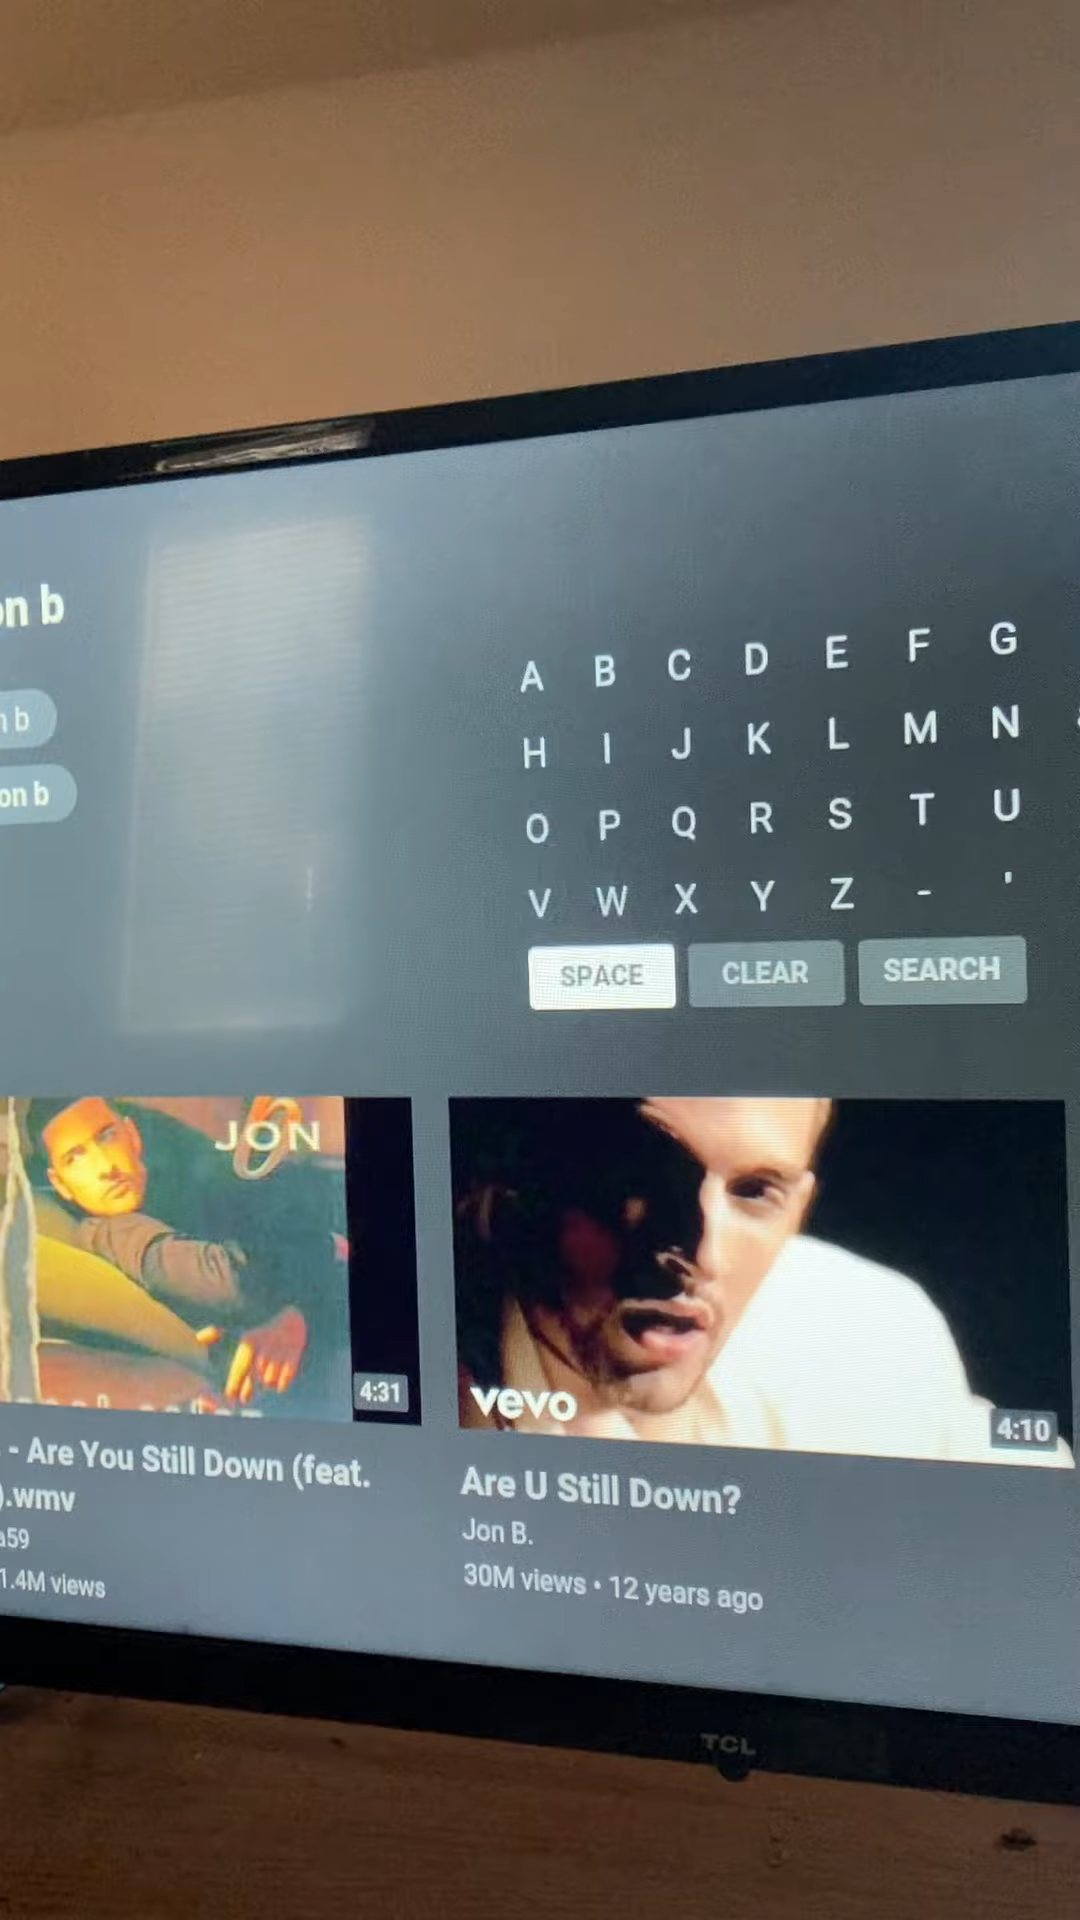 on b
n b
on b
A B C D E F G
H I J K L M N
O P Q R S T U
V W X Y Z - '
SPACE CLEAR SEARCH
JON
b
4:31
vevo
4:10
- Are You Still Down (feat.
).wmv
a59
1.4M views
Are U Still Down?
Jon B.
30M views • 12 years ago
TCL